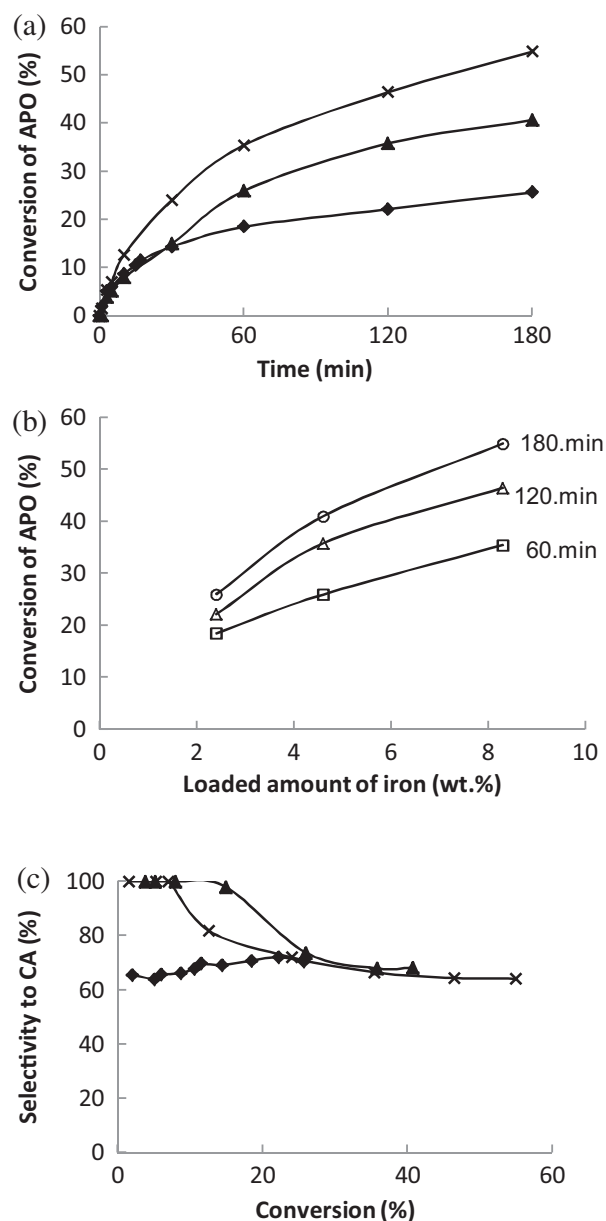 (a)
Conversion of APO (%)
60
50
40
30
20
10
0
0 60 120 180
Time (min)
(b)
Conversion of APO (%)
60
50
40
30
20
10
0
180.min
120.min
60.min
0 2 4 6 8 10
Loaded amount of iron (wt.%)
(c)
Selectivity to CA (%)
100
80
60
40
20
0
0 20 40 60
Conversion (%)